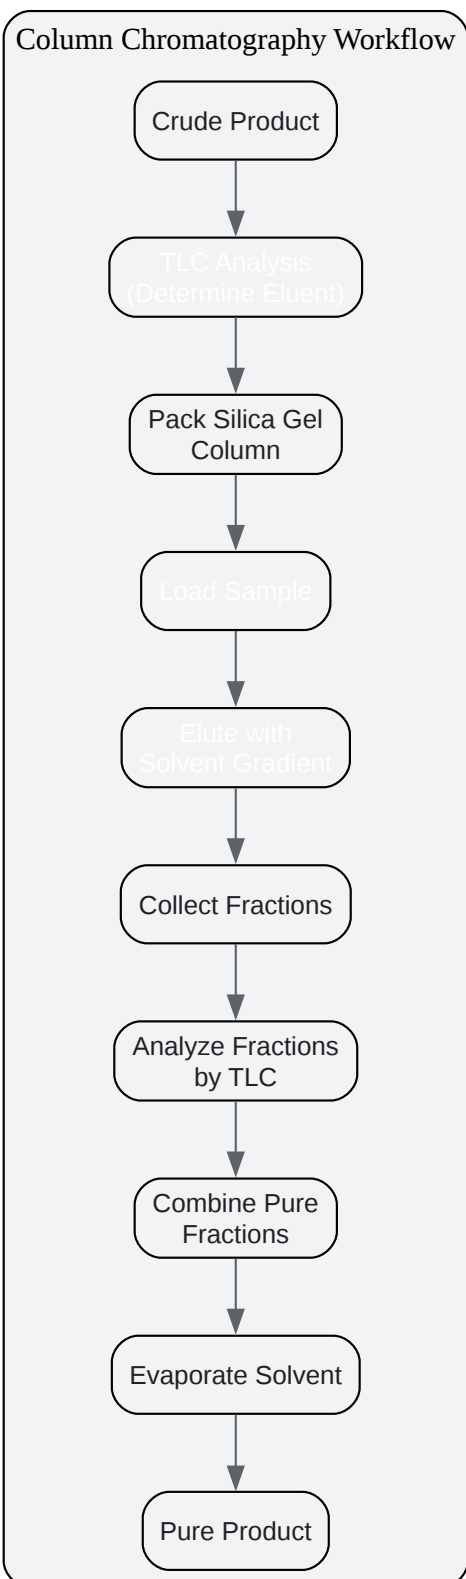 Column Chromatography Workflow
Crude Product
TLC Analysis
(Determine Eluent)
Pack Silica Gel
Column
Load Sample
Elute with
Solvent Gradient
Collect Fractions
Analyze Fractions
by TLC
Combine Pure
Fractions
Evaporate Solvent
Pure Product